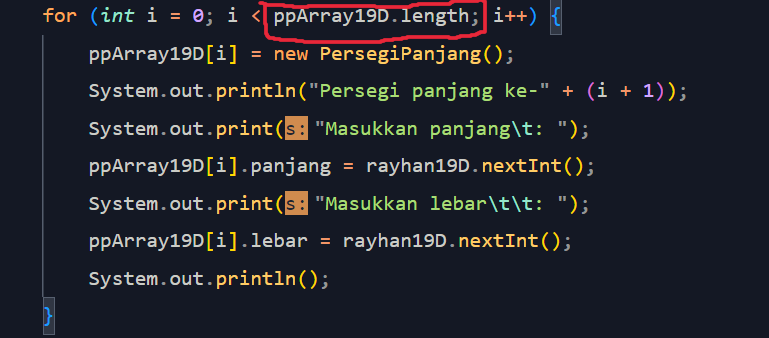 for (int i = 0; i < ppArray19D.length; i++) {
ppArray19D[i] = new PersegiPanjang();
System.out.println("Persegi panjang ke-" + (i + 1));
System.out.print(s: "Masukkan panjang\t: ");
ppArray19D[i].panjang = rayhan19D.nextInt();
System.out.print(s: "Masukkan lebar\t\t: ");
ppArray19D[i].lebar = rayhan19D.nextInt();
System.out.println();
}